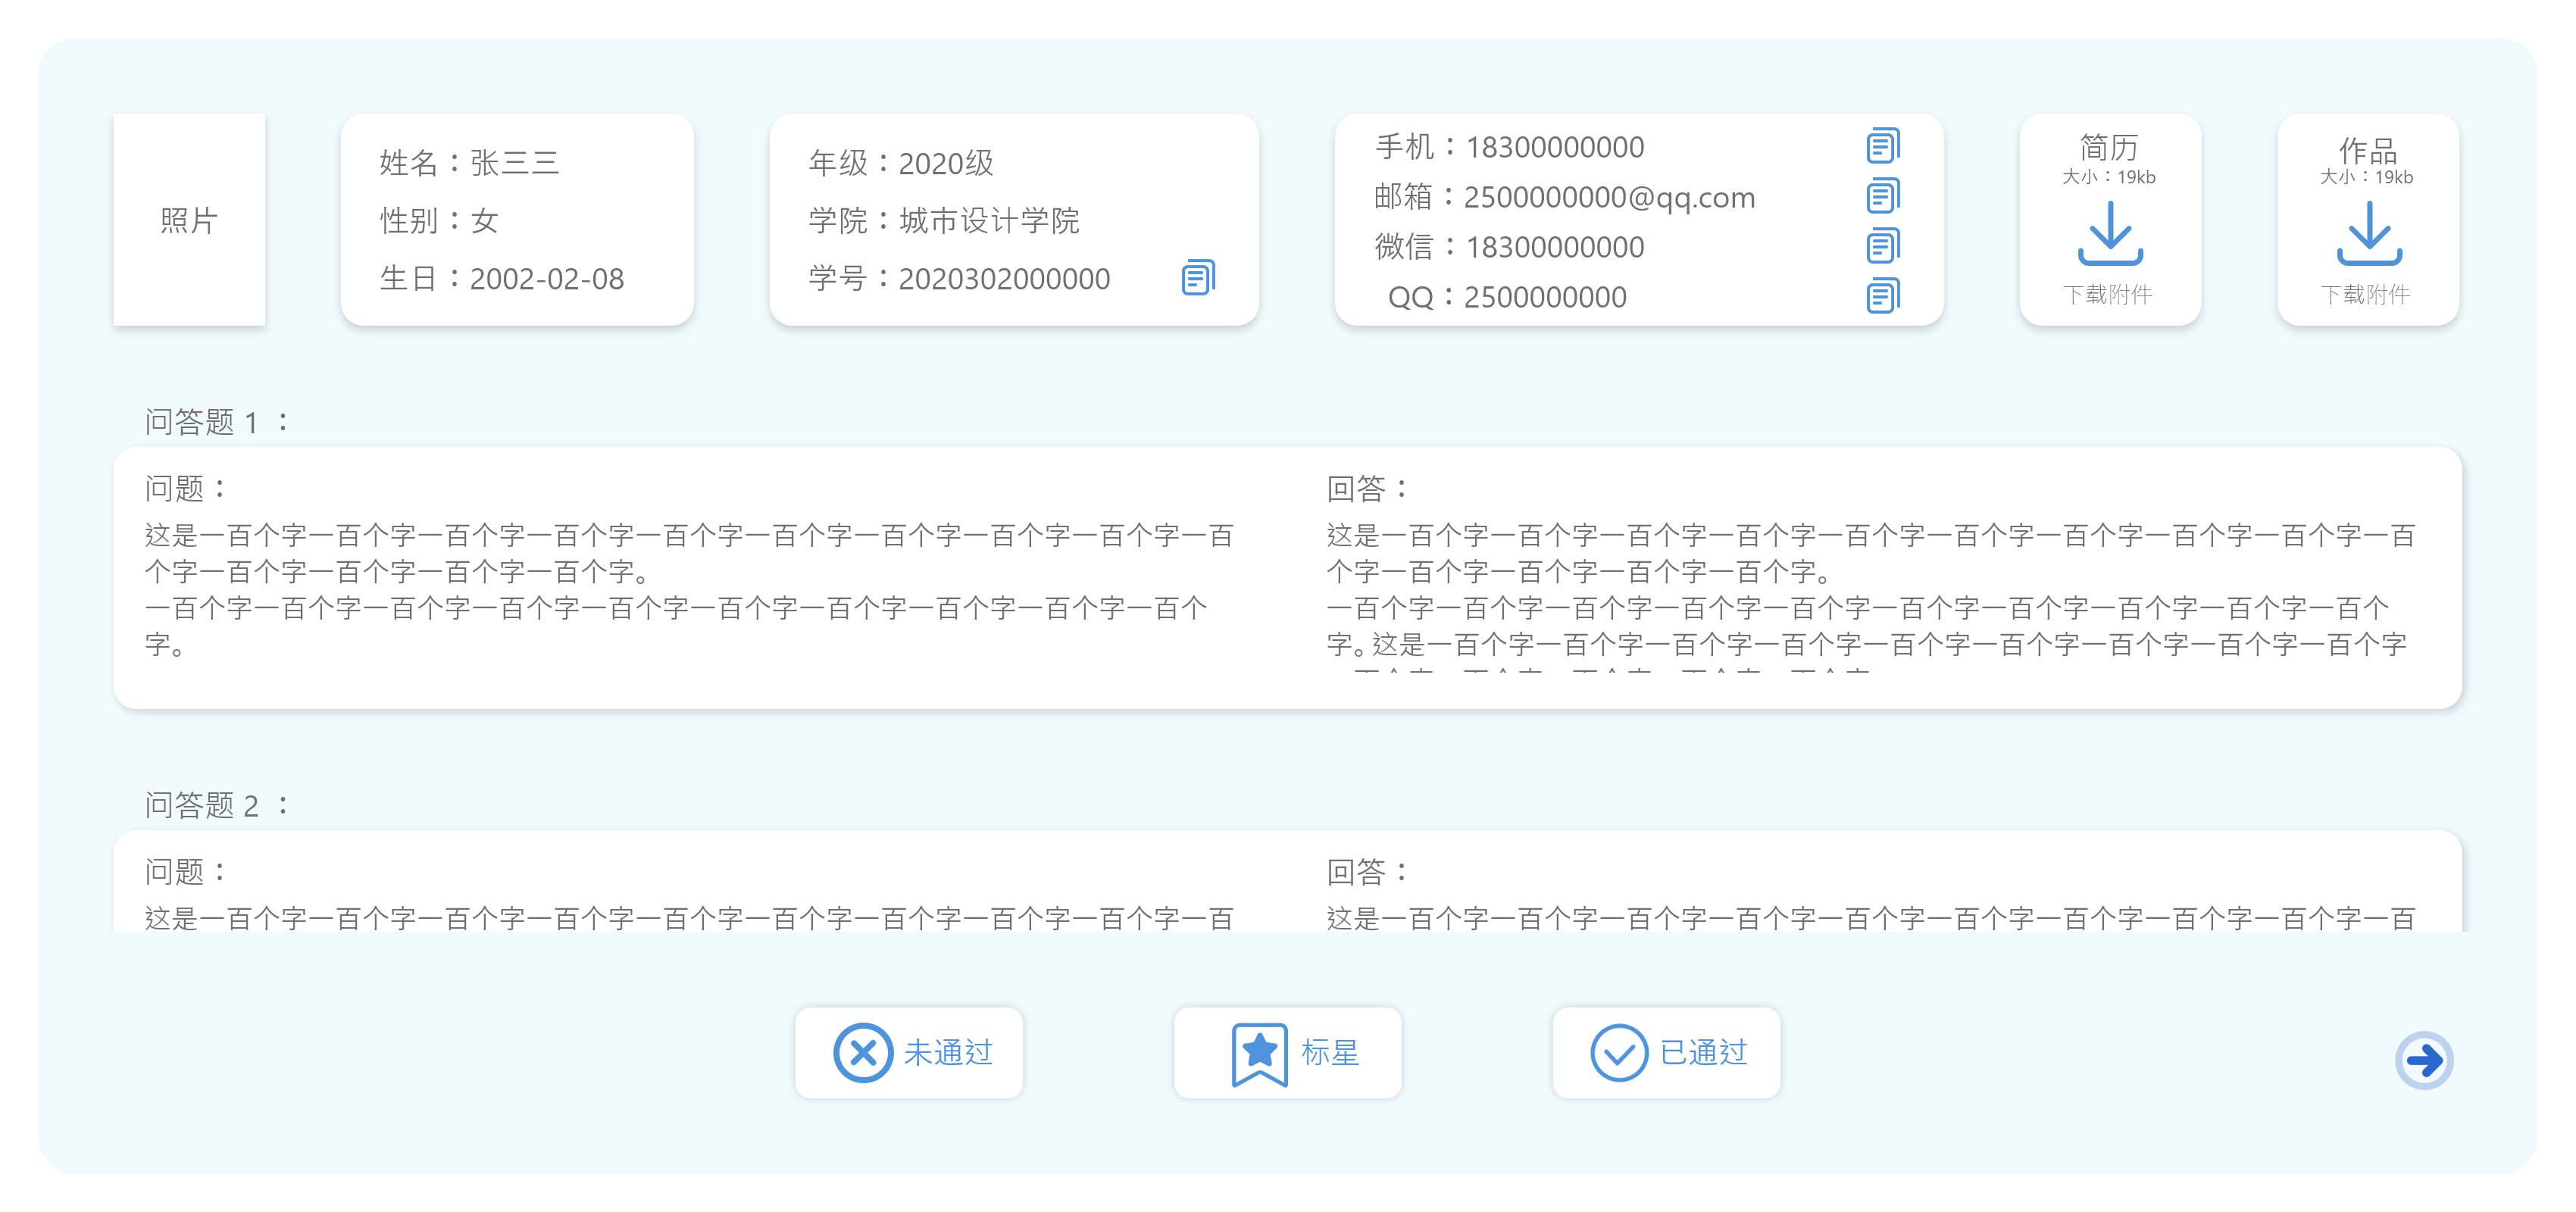 照片
姓名：张三三
性别：女
生日：2002-02-08
年级：2020级
学院：城市设计学院
学号：2020302000000
手机：18300000000
邮箱：2500000000@qq.com
微信：18300000000
QQ：2500000000
简历
大小：19kb
下载附件
作品
大小：19kb
下载附件
问答题 1 ：
问题：
这是一百个字一百个字一百个字一百个字一百个字一百个字一百个字一百个字一百个字一百
个字一百个字一百个字一百个字一百个字。
一百个字一百个字一百个字一百个字一百个字一百个字一百个字一百个字一百个字一百个
字。
回答：
这是一百个字一百个字一百个字一百个字一百个字一百个字一百个字一百个字一百个字一百
个字一百个字一百个字一百个字一百个字。
一百个字一百个字一百个字一百个字一百个字一百个字一百个字一百个字一百个字一百个
字。这是一百个字一百个字一百个字一百个字一百个字一百个字一百个字一百个字一百个字
问答题 2 ：
问题：
这是一百个字一百个字一百个字一百个字一百个字一百个字一百个字一百个字一百个字一百
回答：
这是一百个字一百个字一百个字一百个字一百个字一百个字一百个字一百个字一百个字一百
未通过
标星
已通过